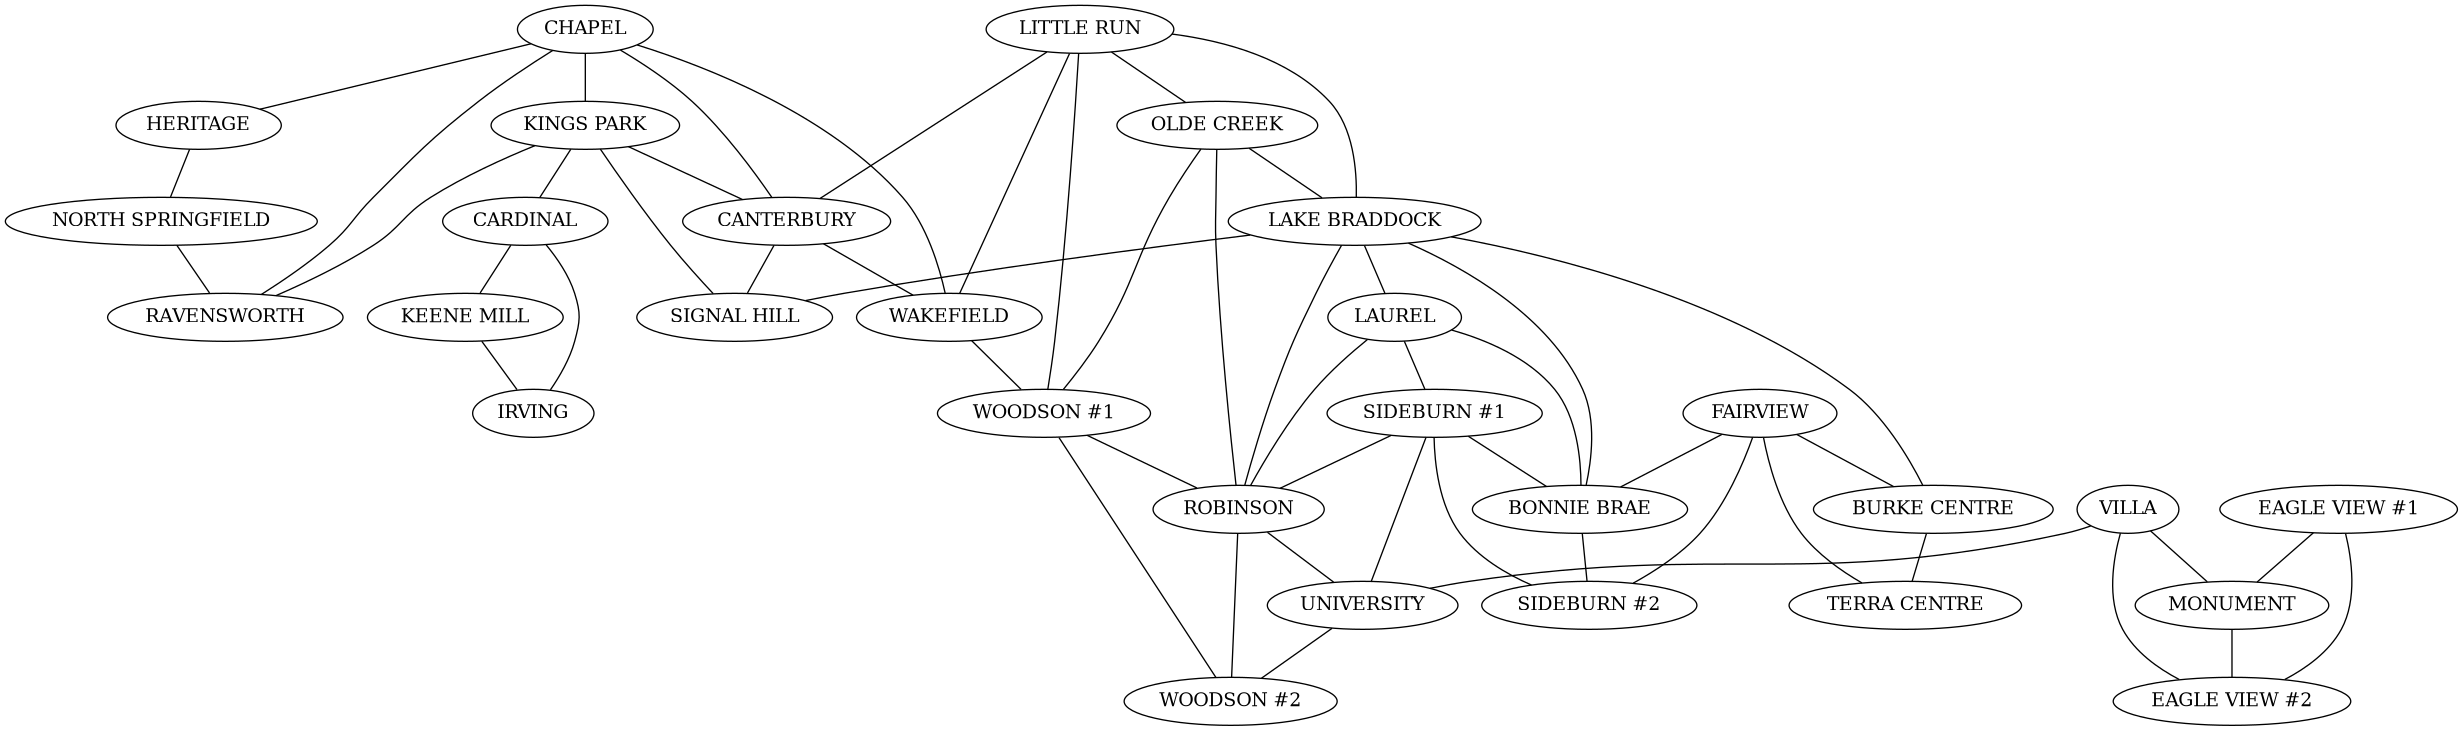 CHAPEL
LITTLE RUN
HERITAGE
KINGS PARK
OLDE CREEK
NORTH SPRINGFIELD
CARDINAL
CANTERBURY
LAKE BRADDOCK
RAVENSWORTH
KEENE MILL
SIGNAL HILL
WAKEFIELD
LAUREL
IRVING
WOODSON #1
SIDEBURN #1
FAIRVIEW
ROBINSON
BONNIE BRAE
BURKE CENTRE
VILLA
EAGLE VIEW #1
UNIVERSITY
SIDEBURN #2
TERRA CENTRE
MONUMENT
WOODSON #2
EAGLE VIEW #2